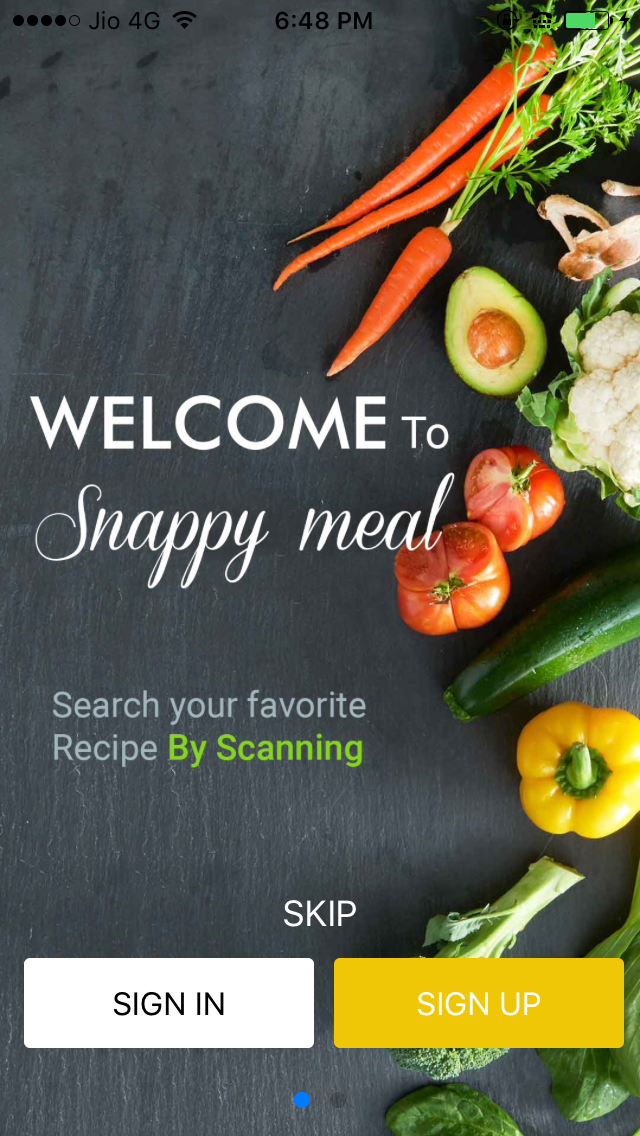 Jio 4G 6:48 PM
WELCOME To
Snappy meal
Search your favorite
Recipe By Scanning
SKIP
SIGN IN SIGN UP